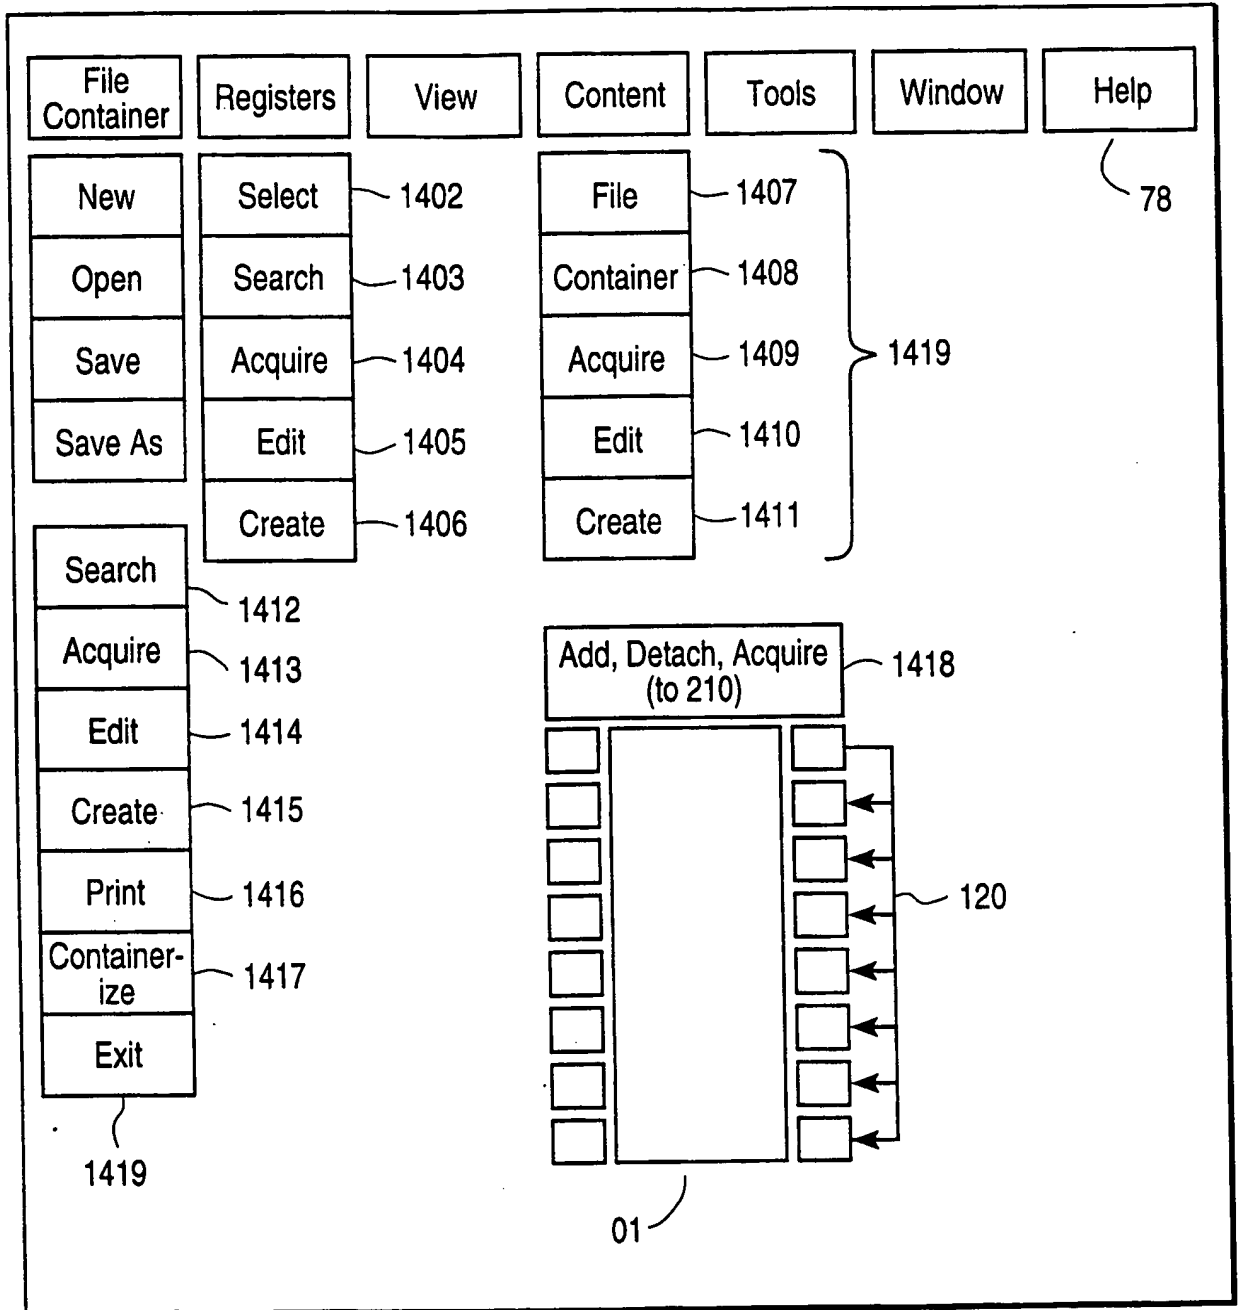 File
Container
Registers
View
Content
Tools
Window
Help
78
New
Open
Save
Save As
Select
1402
Search
1403
Acquire
1404
Edit
1405
Create
1406
File
1407
Container
1408
Acquire
1409
Edit
1410
Create
1411
1419
Search
1412
Acquire
1413
Edit
1414
Create
1415
Print
1416
Container-
ize
1417
Exit
1419
Add, Detach, Acquire
(to 210)
1418
120
01